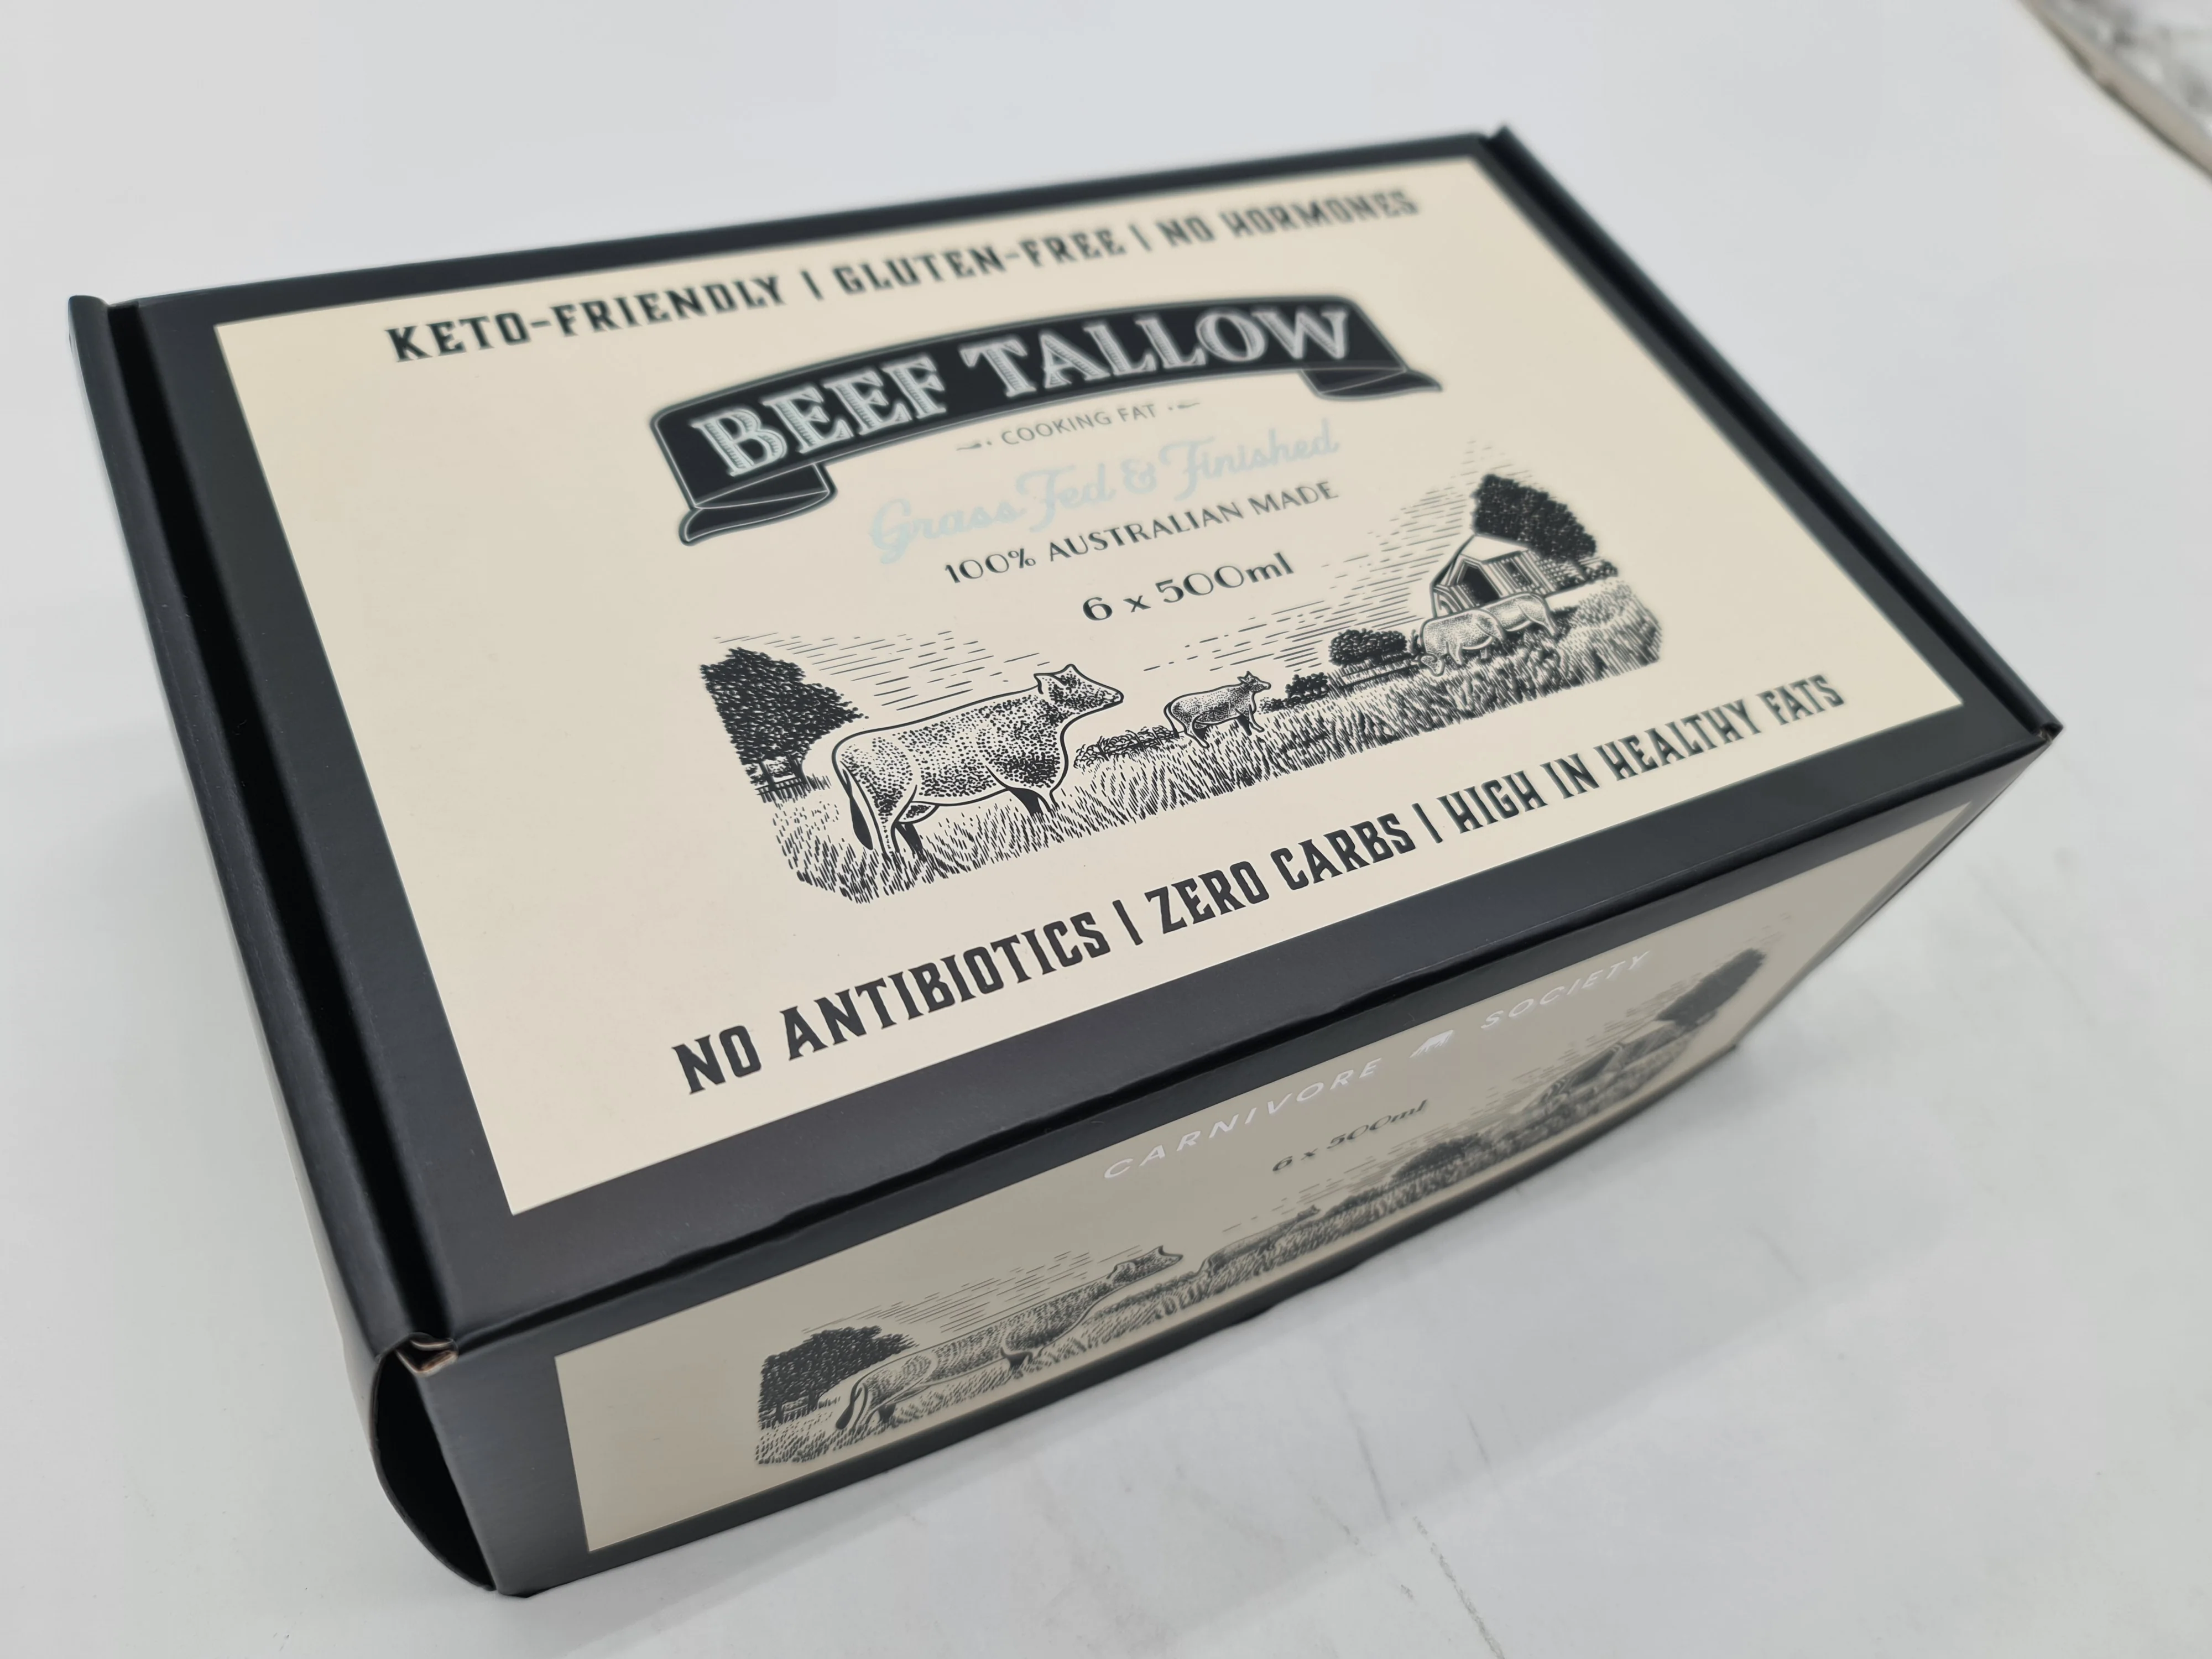 KETO-FRIENDLY | GLUTEN-FREE | NO HORMONES
BEEF TALLOW
COOKING FAT
Grass Fed & Finished
100% AUSTRALIAN MADE
6 x 500ml
NO ANTIBIOTICS | ZERO CARBS | HIGH IN HEALTHY FATS
CARNIVORE SOCIETY
6 x 500ml